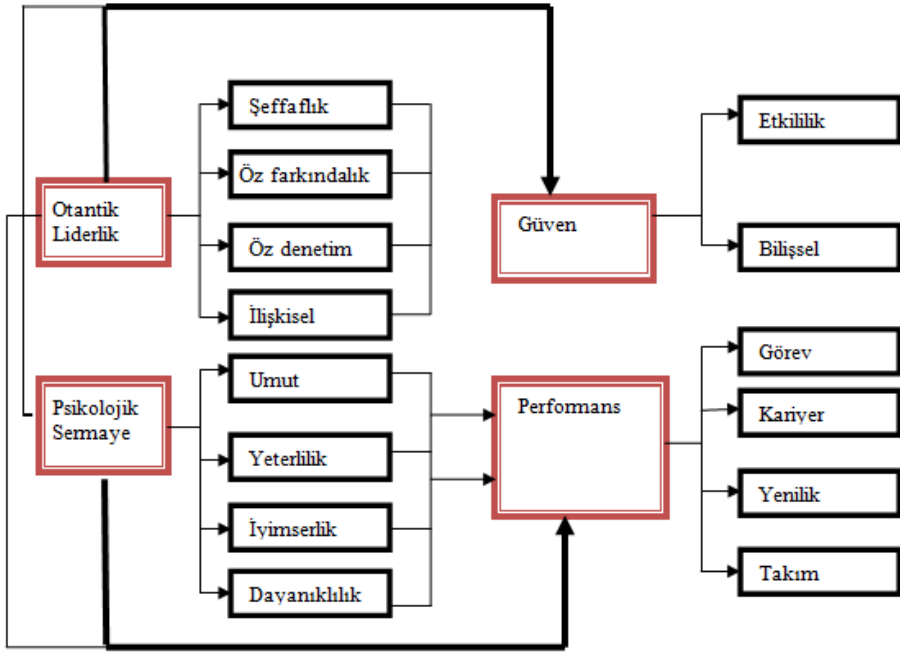 Otantik
Liderlik
Şeffaflık
Öz farkındalık
Öz denetim
İlişkisel
Güven
Etkililik
Bilişsel
Psikolojik
Sermaye
Umut
Yeterlilik
İyimserlik
Dayanıklılık
Performans
Görev
Kariyer
Yenilik
Takım